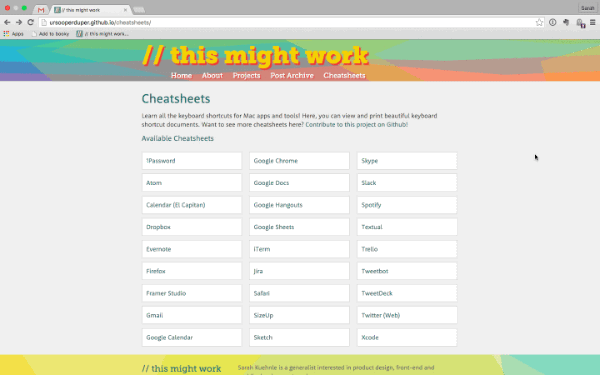 // this might work
Sarah
ursooperduper.github.io/cheatsheets/
Apps
Add to booky
// it's this might work...
// this might work
Home
About
Projects
Post Archive
Cheatsheets
Cheatsheets
Learn all the keyboard shortcuts for Mac apps and tools! Here, you can view and print beautiful keyboard
shortcut documents. Want to see more cheatsheets here? Contribute to this project on Github!
Available Cheatsheets
1Password
Google Chrome
Skype
Atom
Google Docs
Slack
Calendar (El Capitan)
Google Hangouts
Spotify
Dropbox
Google Sheets
Textual
Evernote
iTerm
Trello
Firefox
Jira
Tweetbot
Framer Studio
Safari
TweetDeck
Gmail
SizeUp
Twitter (Web)
Google Calendar
Sketch
Xcode
// this might work
Sarah Kuehnle is a generalist interested in product design, front-end and